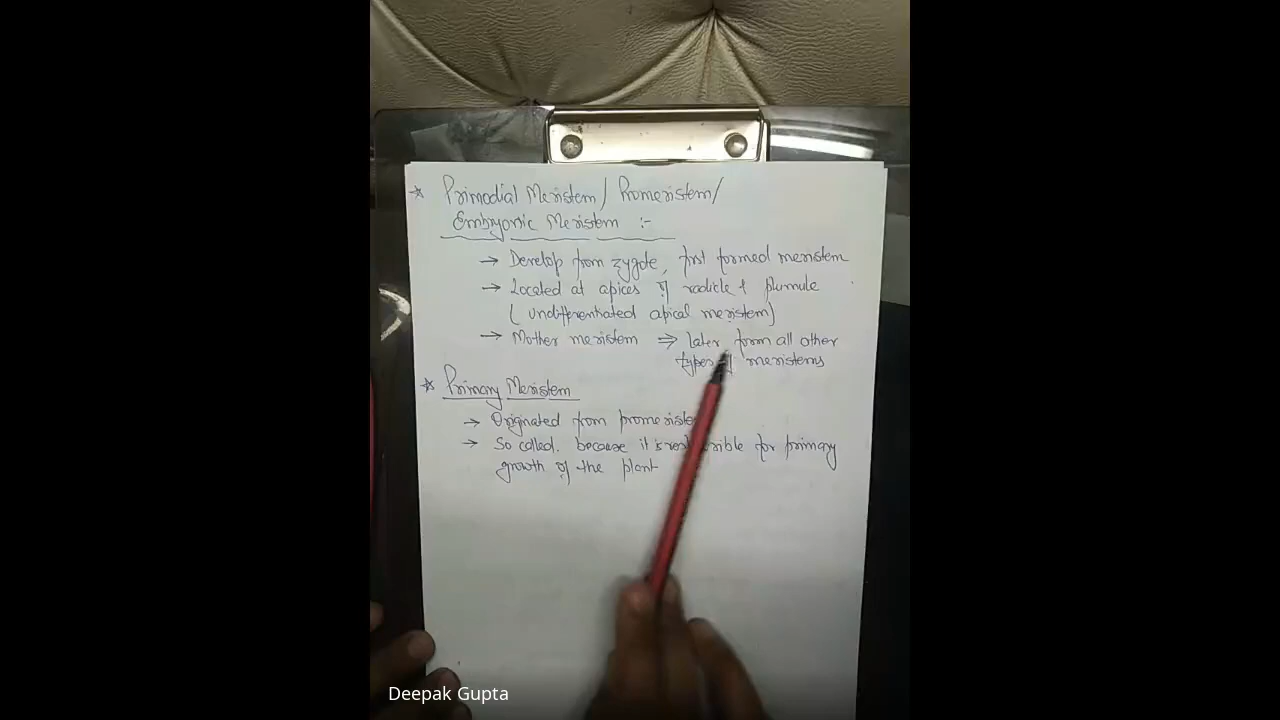 ☆ Primodial Meristem / Promeristem /
Embryonic Meristem :-
→ Develop from zygote, first formed meristem
→ Located at apices of radicle & plumule
(undifferentiated apical meristem)
→ Mother meristem ⇒ Later form all other
types of meristems
☆ Primary Meristem
→ Originated from
→ So called. because it is for primary
growth of the plant
Deepak Gupta